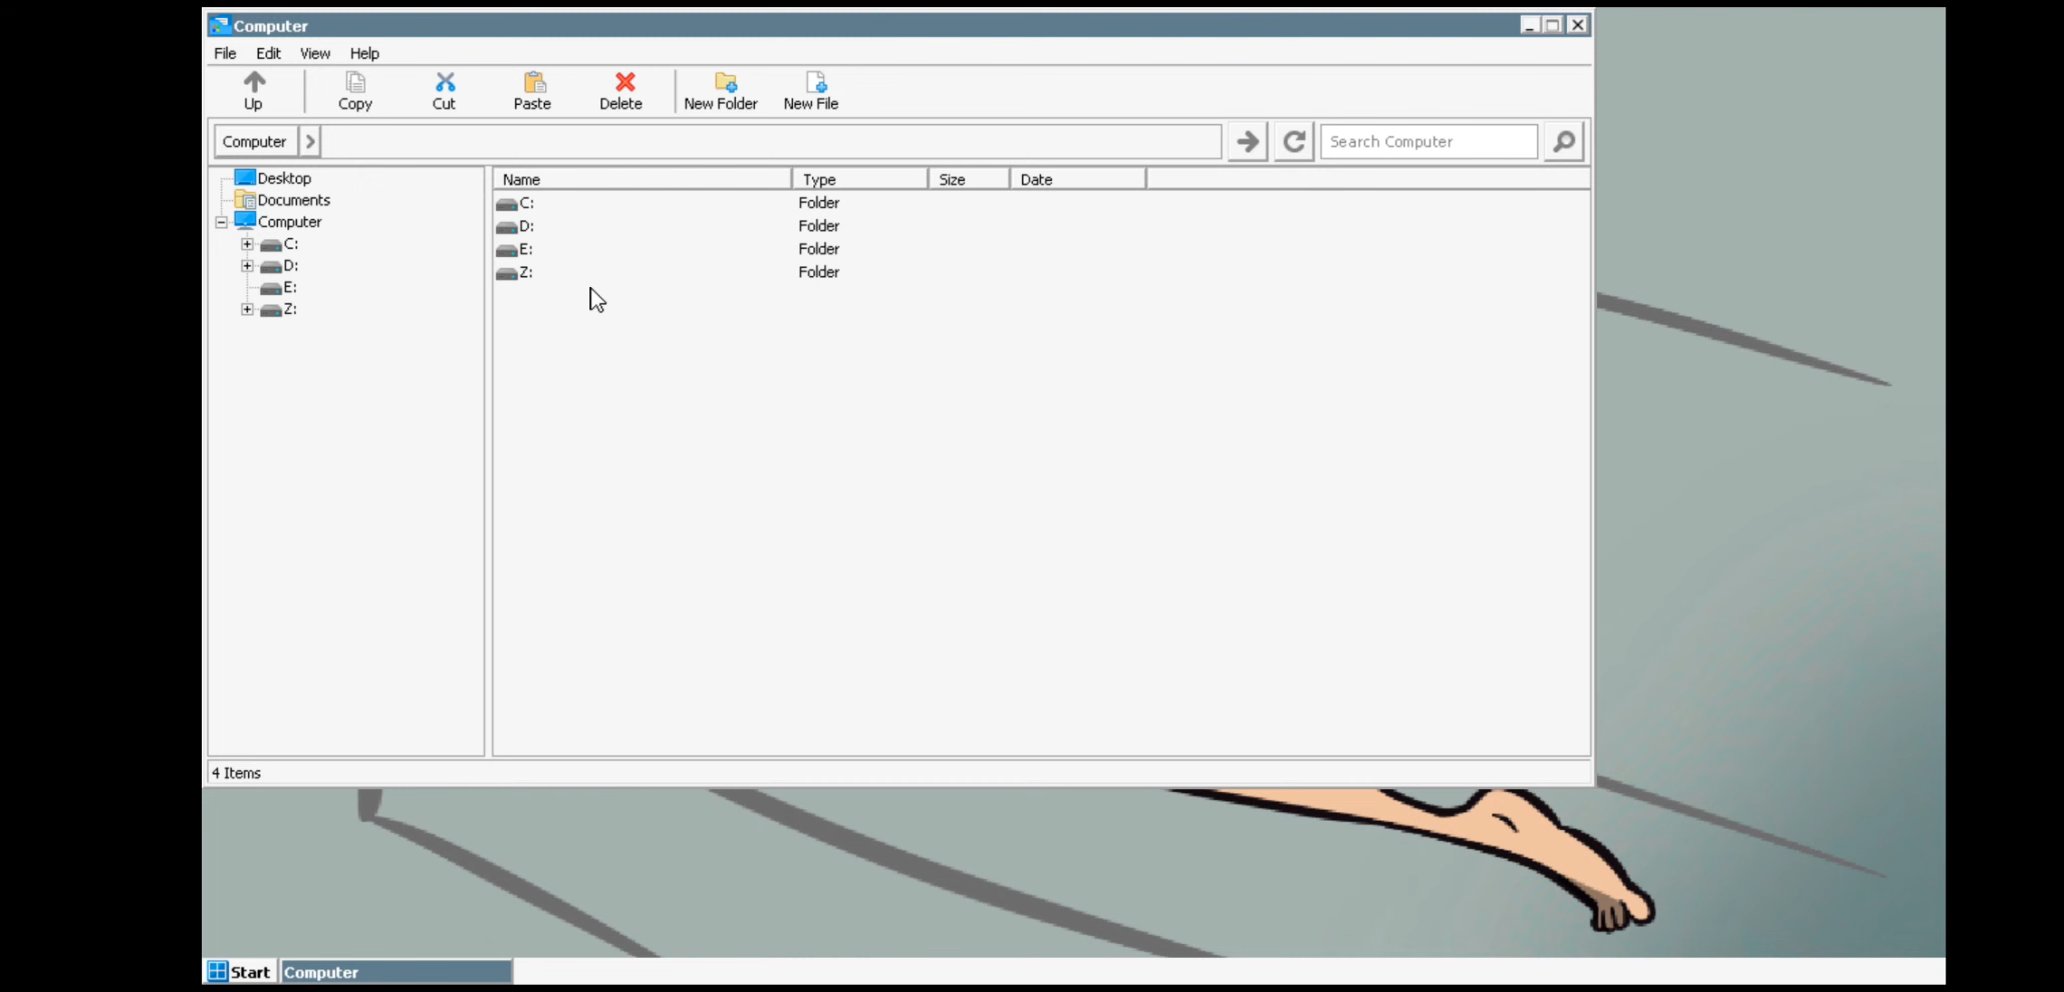 Computer
File Edit View Help
Up Copy Cut Paste Delete New Folder New File
Computer Search Computer
Desktop
Documents
Computer
C:
D:
E:
Z:
Name Type Size Date
C: Folder
D: Folder
E: Folder
Z: Folder
4 Items
Start Computer